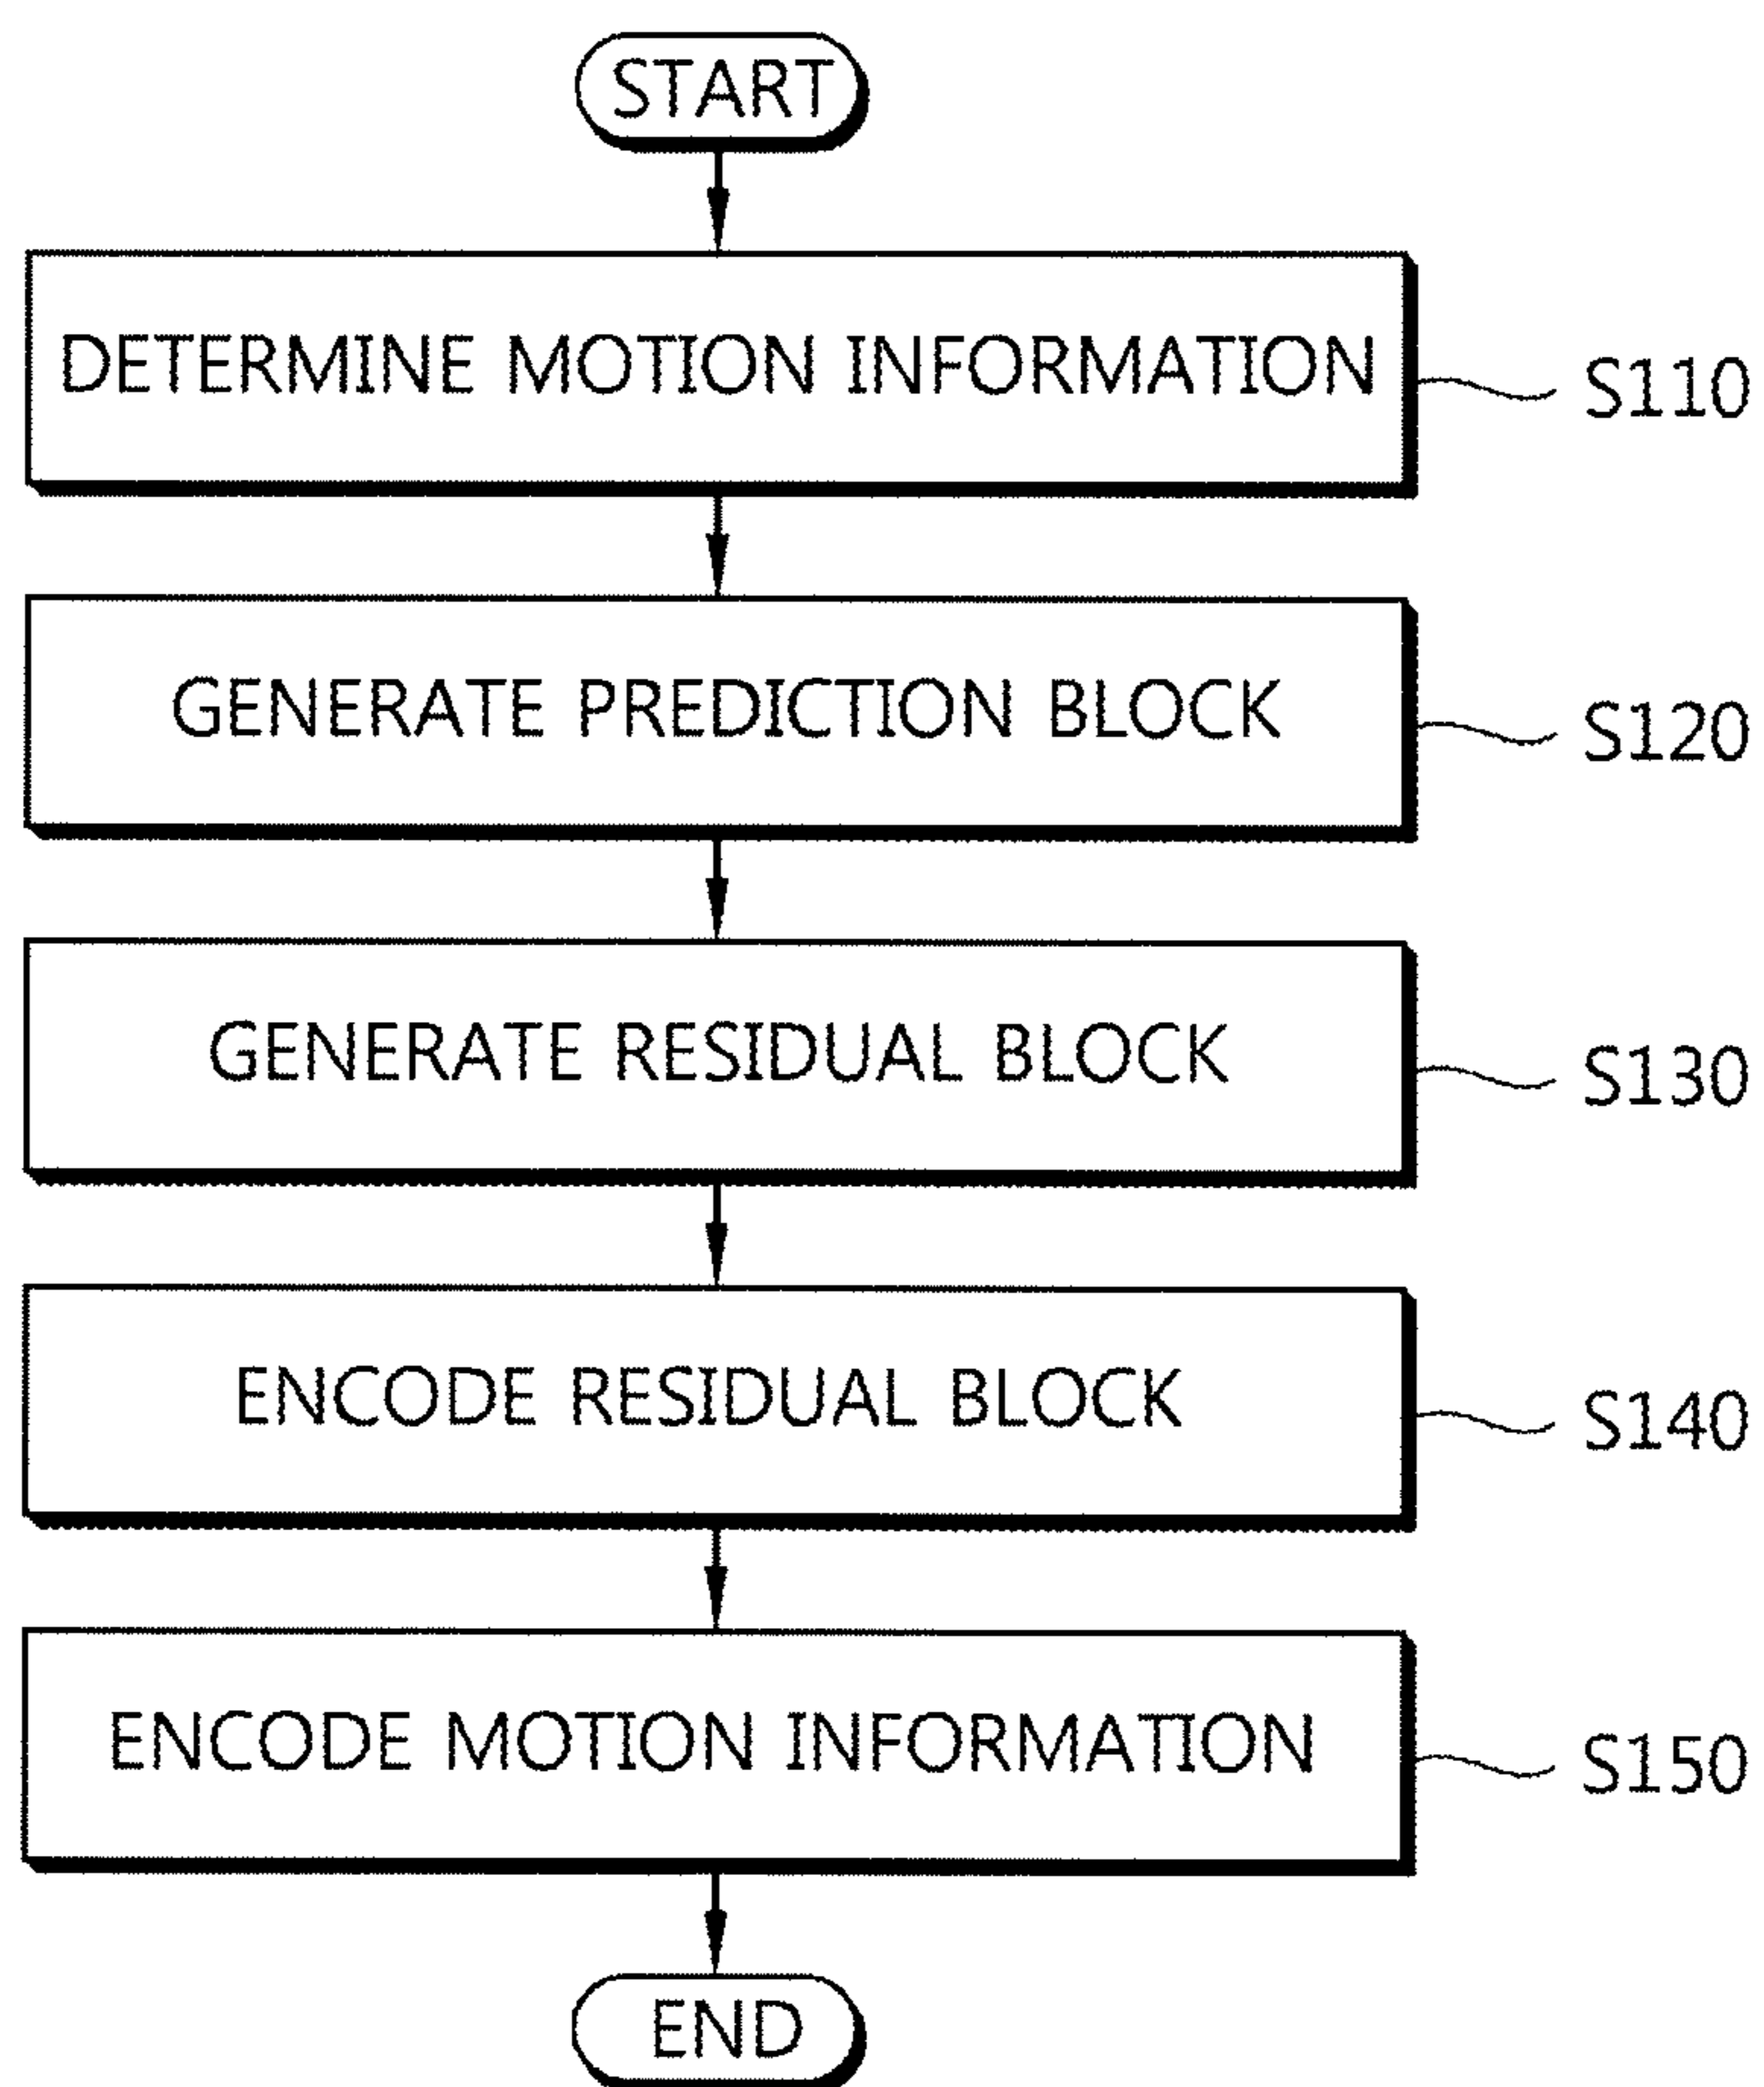 START
DETERMINE MOTION INFORMATION
S110
GENERATE PREDICTION BLOCK
S120
GENERATE RESIDUAL BLOCK
S130
ENCODE RESIDUAL BLOCK
S140
ENCODE MOTION INFORMATION
S150
END